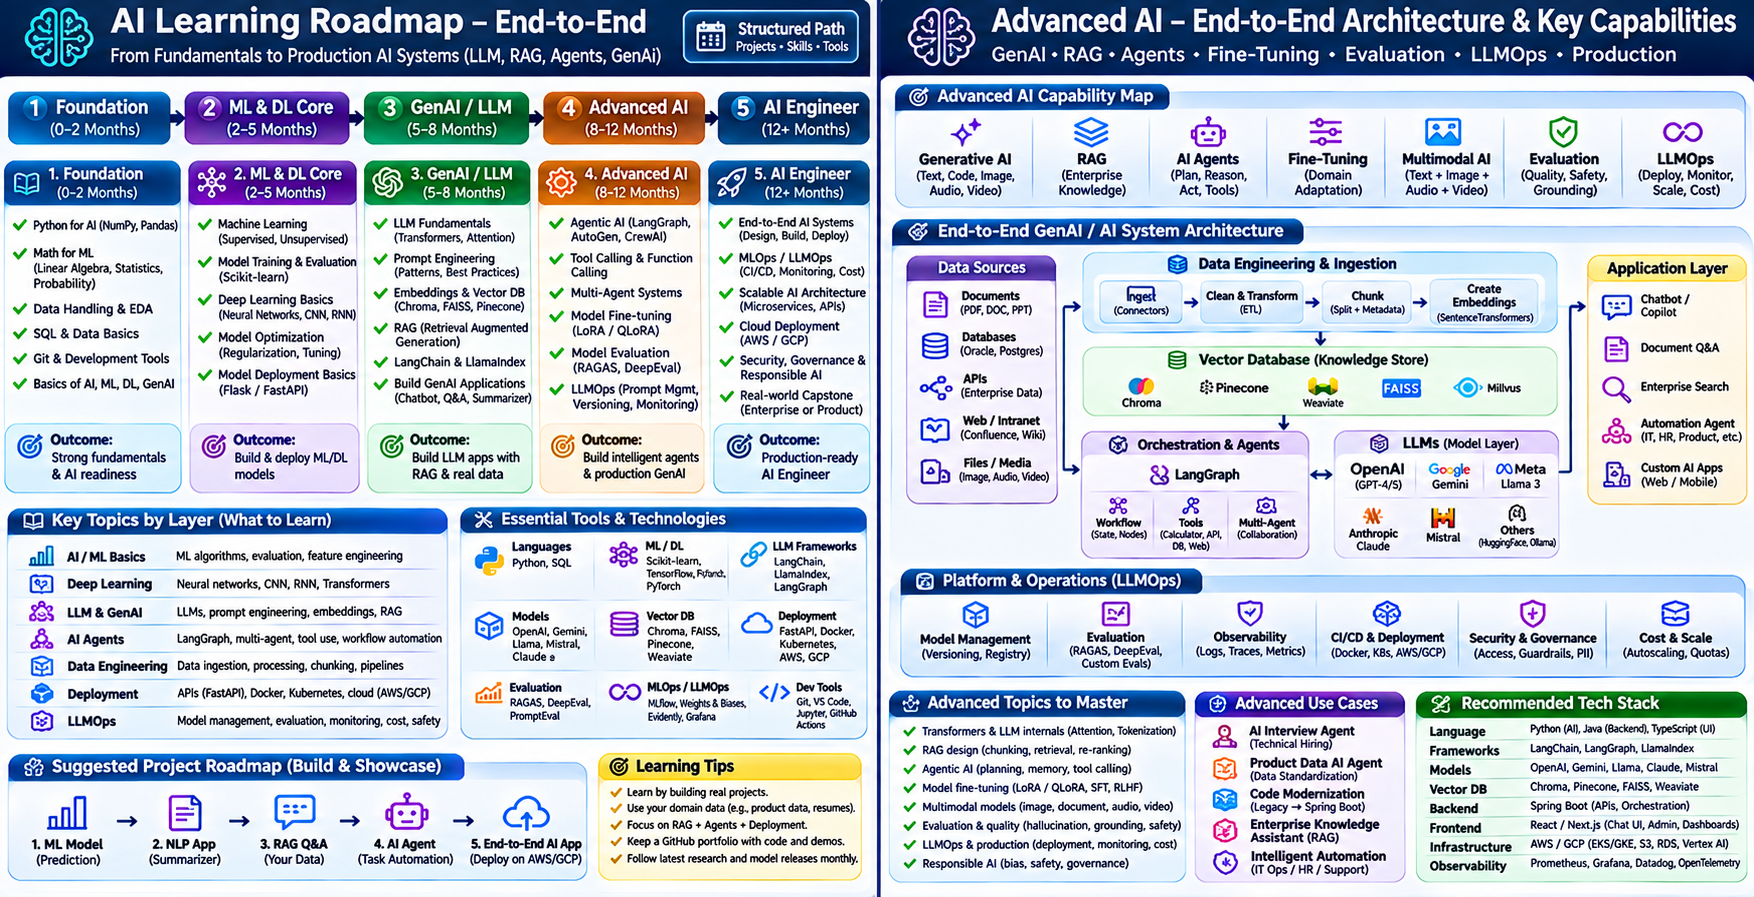 AI Learning Roadmap – End-to-End
From Fundamentals to Production AI Systems (LLM, RAG, Agents, GenAi)
Structured Path
Projects • Skills • Tools
1 Foundation
(0–2 Months)
2 ML & DL Core
(2–5 Months)
3 GenAI / LLM
(5–8 Months)
4 Advanced AI
(8–12 Months)
5 AI Engineer
(12+ Months)
1. Foundation
(0–2 Months)
Python for AI (NumPy, Pandas)
Math for ML
(Linear Algebra, Statistics,
Probability)
Data Handling & EDA
SQL & Data Basics
Git & Development Tools
Basics of AI, ML, DL, GenAI
Outcome:
Strong fundamentals
& AI readiness
2. ML & DL Core
(2–5 Months)
Machine Learning
(Supervised, Unsupervised)
Model Training & Evaluation
(Scikit-learn)
Deep Learning Basics
(Neural Networks, CNN, RNN)
Model Optimization
(Regularization, Tuning)
Model Deployment Basics
(Flask / FastAPI)
Outcome:
Build & deploy ML/DL
models
3. GenAI / LLM
(5–8 Months)
LLM Fundamentals
(Transformers, Attention)
Prompt Engineering
(Patterns, Best Practices)
Embeddings & Vector DB
(Chroma, FAISS, Pinecone)
RAG (Retrieval Augmented
Generation)
LangChain & LlamaIndex
Build GenAI Applications
(Chatbot, Q&A, Summarizer)
Outcome:
Build LLM apps with
RAG & real data
4. Advanced AI
(8–12 Months)
Agentic AI (LangGraph,
AutoGen, CrewAI)
Tool Calling & Function
Calling
Multi-Agent Systems
Model Fine-tuning
(LoRA / QLoRA)
Model Evaluation
(RAGAS, DeepEval)
LLMOps (Prompt Mgmt,
Versioning, Monitoring)
Outcome:
Build intelligent agents
& production GenAI
5. AI Engineer
(12+ Months)
End-to-End AI Systems
(Design, Build, Deploy)
MLOps / LLMOps
(CI/CD, Monitoring, Cost)
Scalable AI Architecture
(Microservices, APIs)
Cloud Deployment
(AWS / GCP)
Security, Governance &
Responsible AI
Real-world Capstone
(Enterprise or Product)
Outcome:
Production-ready
AI Engineer
Key Topics by Layer (What to Learn)
AI / ML Basics ML algorithms, evaluation, feature engineering
Deep Learning Neural networks, CNN, RNN, Transformers
LLM & GenAI LLMs, prompt engineering, embeddings, RAG
AI Agents LangGraph, multi-agent, tool use, workflow automation
Data Engineering Data ingestion, processing, chunking, pipelines
Deployment APIs (FastAPI), Docker, Kubernetes, cloud (AWS/GCP)
LLMOps Model management, evaluation, monitoring, cost, safety
Essential Tools & Technologies
Languages
Python, SQL
ML / DL
Scikit-learn,
TensorFlow,
PyTorch
LLM Frameworks
LangChain,
LlamaIndex,
LangGraph
Models
OpenAI, Gemini,
Llama, Mistral,
Claude
Vector DB
Chroma, FAISS,
Pinecone,
Weaviate
Deployment
FastAPI, Docker,
Kubernetes,
AWS, GCP
Evaluation
RAGAS, DeepEval,
PromptEval
MLOps / LLMOps
MLflow, Weights & Biases,
Evidently, Grafana
Dev Tools
Git, VS Code,
Jupyter, GitHub
Actions
Suggested Project Roadmap (Build & Showcase)
1. ML Model
(Prediction)
2. NLP App
(Summarizer)
3. RAG Q&A
(Your Data)
4. AI Agent
(Task Automation)
5. End-to-End AI App
(Deploy on AWS/GCP)
Learning Tips
Learn by building real projects.
Use your domain data (e.g., product data, resumes).
Focus on RAG + Agents + Deployment.
Keep a GitHub portfolio with code and demos.
Follow latest research and model releases monthly.
Advanced AI – End-to-End Architecture & Key Capabilities
GenAI • RAG • Agents • Fine-Tuning • Evaluation • LLMOps • Production
Advanced AI Capability Map
Generative AI
(Text, Code, Image,
Audio, Video)
RAG
(Enterprise
Knowledge)
AI Agents
(Plan, Reason,
Act, Tools)
Fine-Tuning
(Domain
Adaptation)
Multimodal AI
(Text + Image +
Audio + Video)
Evaluation
(Quality, Safety,
Grounding)
LLMOps
(Deploy, Monitor,
Scale, Cost)
End-to-End GenAI / AI System Architecture
Data Sources
Documents
(PDF, DOC, PPT)
Databases
(Oracle, Postgres)
APIs
(Enterprise Data)
Web / Intranet
(Confluence, Wiki)
Files / Media
(Image, Audio, Video)
Data Engineering & Ingestion
Ingest
(Connectors)
Clean & Transform
(ETL)
Chunk
(Split + Metadata)
Create
Embeddings
(SentenceTransformers)
Vector Database (Knowledge Store)
Chroma
Pinecone
Weaviate
FAISS
Milvus
Orchestration & Agents
LangGraph
Workflow
(State, Nodes)
Tools
(Calculator, API,
DB, Web)
Multi-Agent
(Collaboration)
LLMs (Model Layer)
OpenAI
(GPT-4/S)
Google
Gemini
Meta
Llama 3
Anthropic
Claude
Mistral
Others
(HuggingFace, Ollama)
Application Layer
Chatbot /
Copilot
Document Q&A
Enterprise Search
Automation Agent
(IT, HR, Product, etc)
Custom AI Apps
(Web / Mobile)
Platform & Operations (LLMOps)
Model Management
(Versioning, Registry)
Evaluation
(RAGAS, DeepEval,
Custom Evals)
Observability
(Logs, Traces, Metrics)
CI/CD & Deployment
(Docker, K8s, AWS/GCP)
Security & Governance
(Access, Guardrails, PII)
Cost & Scale
(Autoscaling, Quotas)
Advanced Topics to Master
Transformers & LLM internals (Attention, Tokenization)
RAG design (chunking, retrieval, re-ranking)
Agentic AI (planning, memory, tool calling)
Model fine-tuning (LoRA / QLoRA, SFT, RLHF)
Multimodal models (image, document, audio, video)
Evaluation & quality (hallucination, grounding, safety)
LLMOps & production (deployment, monitoring, cost)
Responsible AI (bias, safety, governance)
Advanced Use Cases
AI Interview Agent
(Technical Hiring)
Product Data AI Agent
(Data Standardization)
Code Modernization
(Legacy → Spring Boot)
Enterprise Knowledge
Assistant (RAG)
Intelligent Automation
(IT Ops / HR / Support)
Recommended Tech Stack
Language Python (AI), Java (Backend), TypeScript (UI)
Frameworks LangChain, LangGraph, LlamaIndex
Models OpenAI, Gemini, Llama, Claude, Mistral
Vector DB Chroma, Pinecone, FAISS, Weaviate
Backend Spring Boot (APIs, Orchestration)
Frontend React / Next.js (Chat UI, Admin, Dashboards)
Infrastructure AWS / GCP (EKS/GKE, S3, RDS, Vertex AI)
Observability Prometheus, Grafana, Datadog, OpenTelemetry